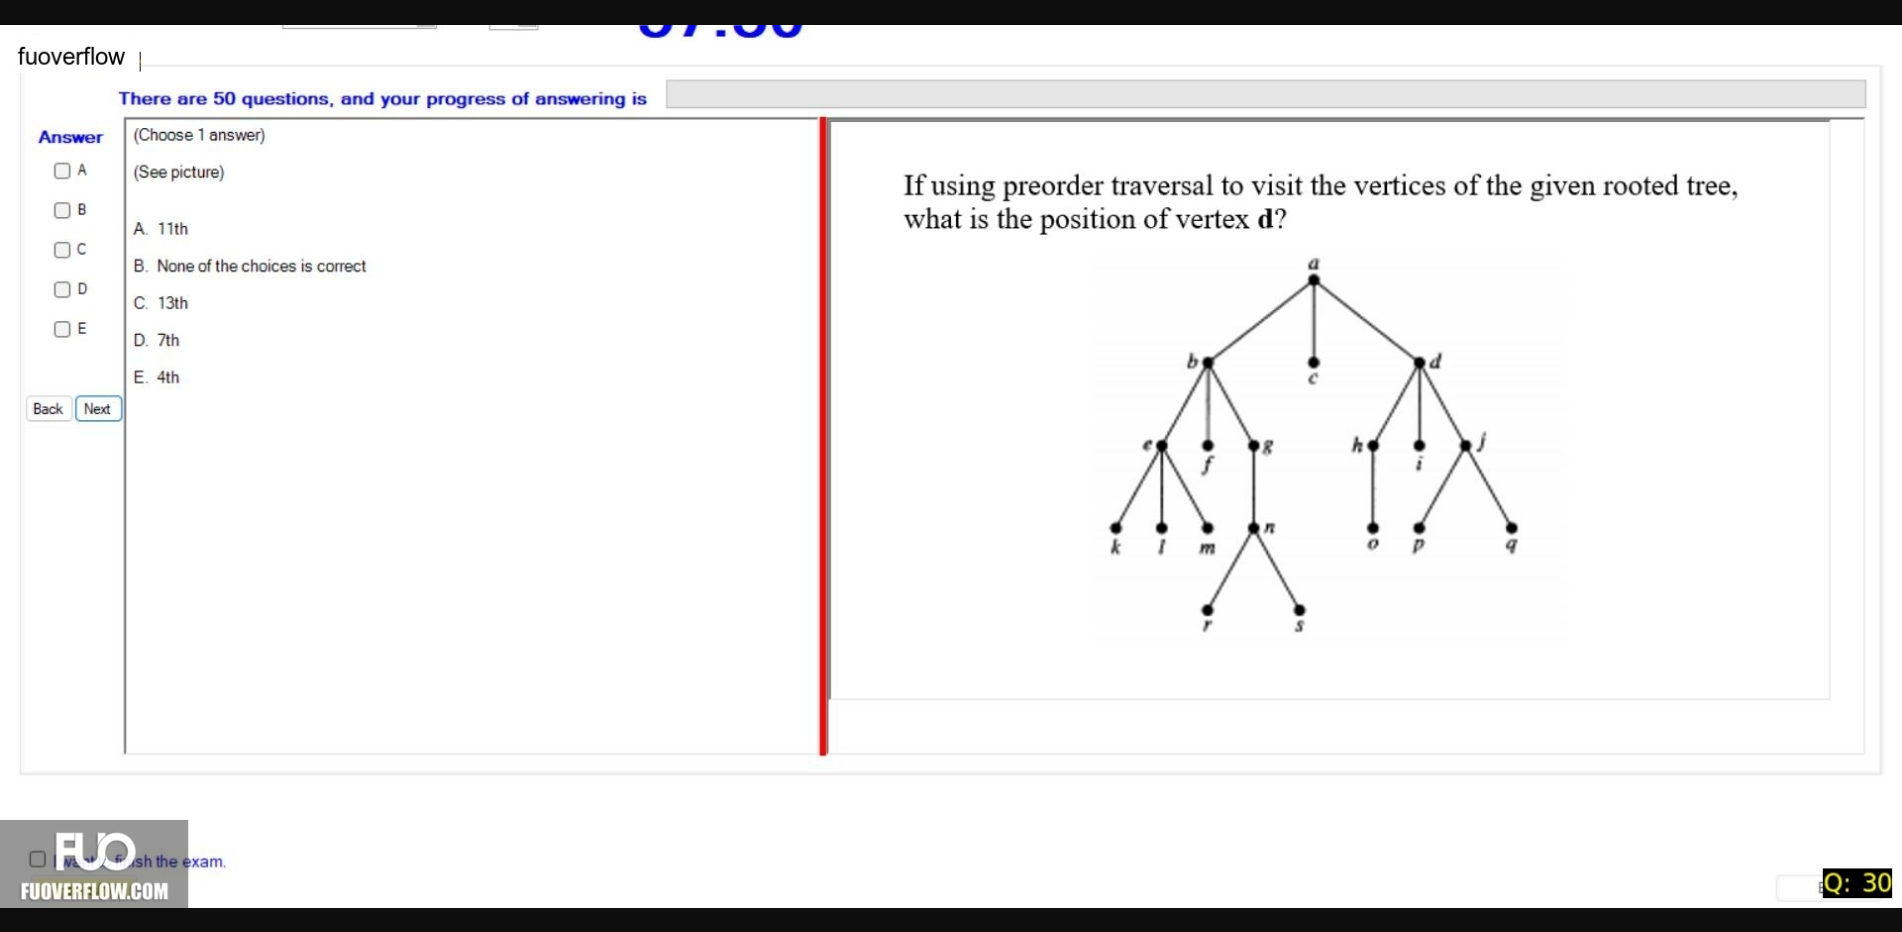 fuoverflow
There are 50 questions, and your progress of answering is
Answer
A
B
C
D
E
Back Next
(Choose 1 answer)
(See picture)
A. 11th
B. None of the choices is correct
C. 13th
D. 7th
E. 4th
If using preorder traversal to visit the vertices of the given rooted tree,
what is the position of vertex d?
a
b
c
d
e
f
g
h
i
j
k
l
m
n
o
p
q
r
s
FUO
FUOVERFLOW.COM
the exam.
Q: 30